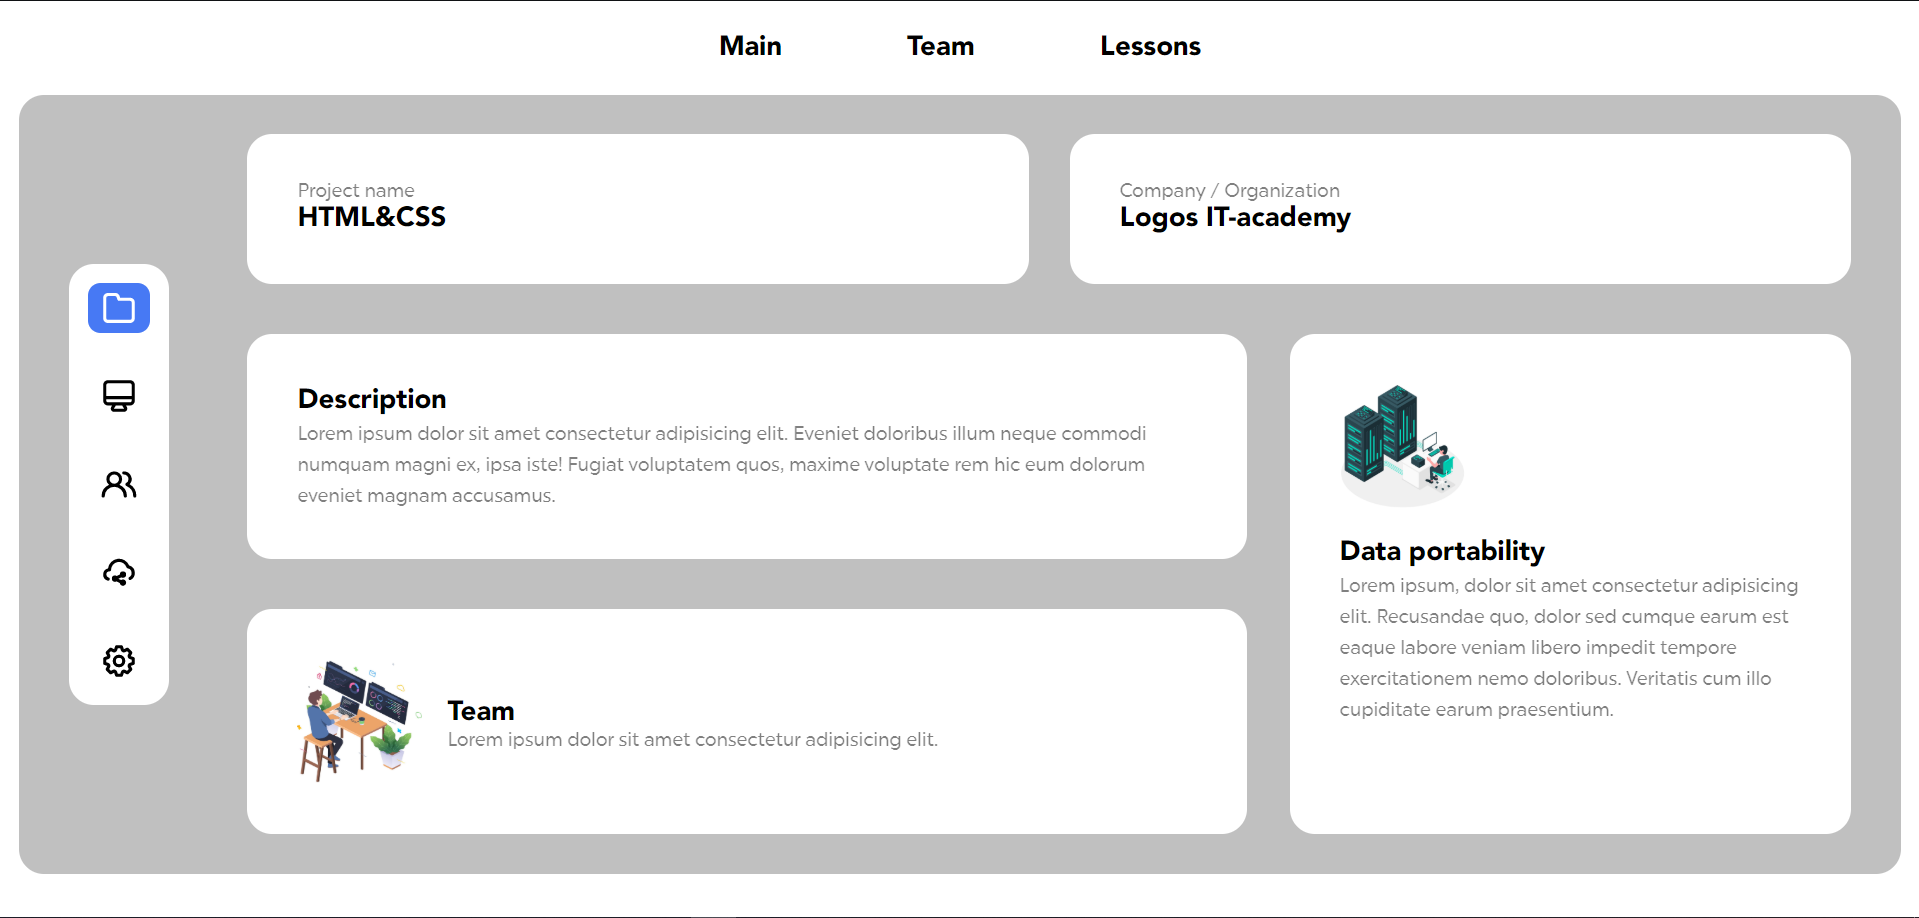 Main Team Lessons
Project name
HTML&CSS
Company / Organization
Logos IT-academy
Description
Lorem ipsum dolor sit amet consectetur adipisicing elit. Eveniet doloribus illum neque commodi
numquam magni ex, ipsa iste! Fugiat voluptatem quos, maxime voluptate rem hic eum dolorum
eveniet magnam accusamus.
Data portability
Lorem ipsum, dolor sit amet consectetur adipisicing
elit. Recusandae quo, dolor sed cumque earum est
eaque labore veniam libero impedit tempore
exercitationem nemo doloribus. Veritatis cum illo
cupiditate earum praesentium.
Team
Lorem ipsum dolor sit amet consectetur adipisicing elit.